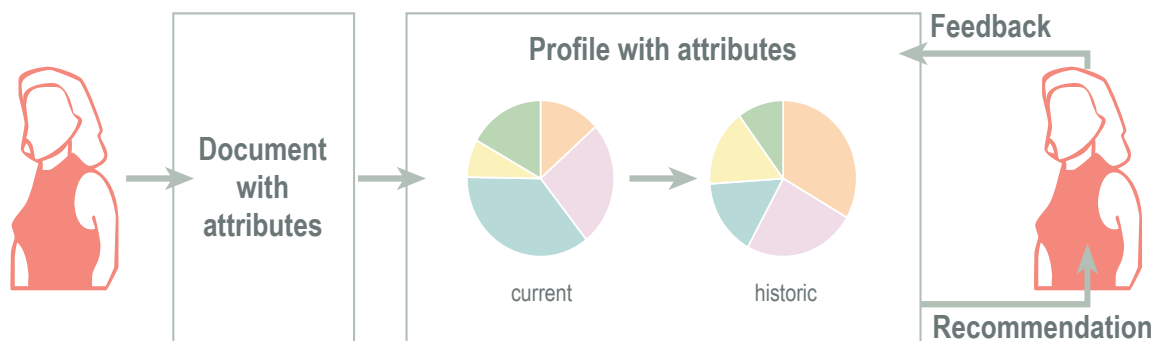 Feedback
Profile with attributes
Document
with
attributes
current
historic
Recommendation